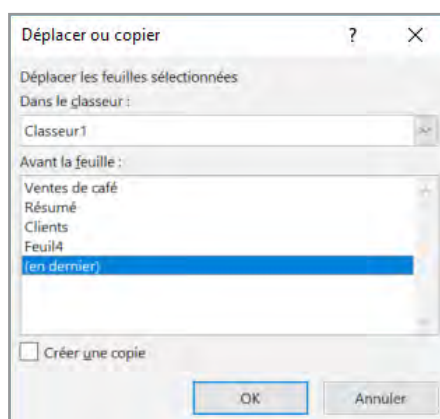 Déplacer ou copier ?
Déplacer les feuilles sélectionnées
Dans le classeur :
Classeur1
Avant la feuille :
Ventes de café
Résumé
Clients
Feuil4
(en dernier)
Créer une copie
OK Annuler